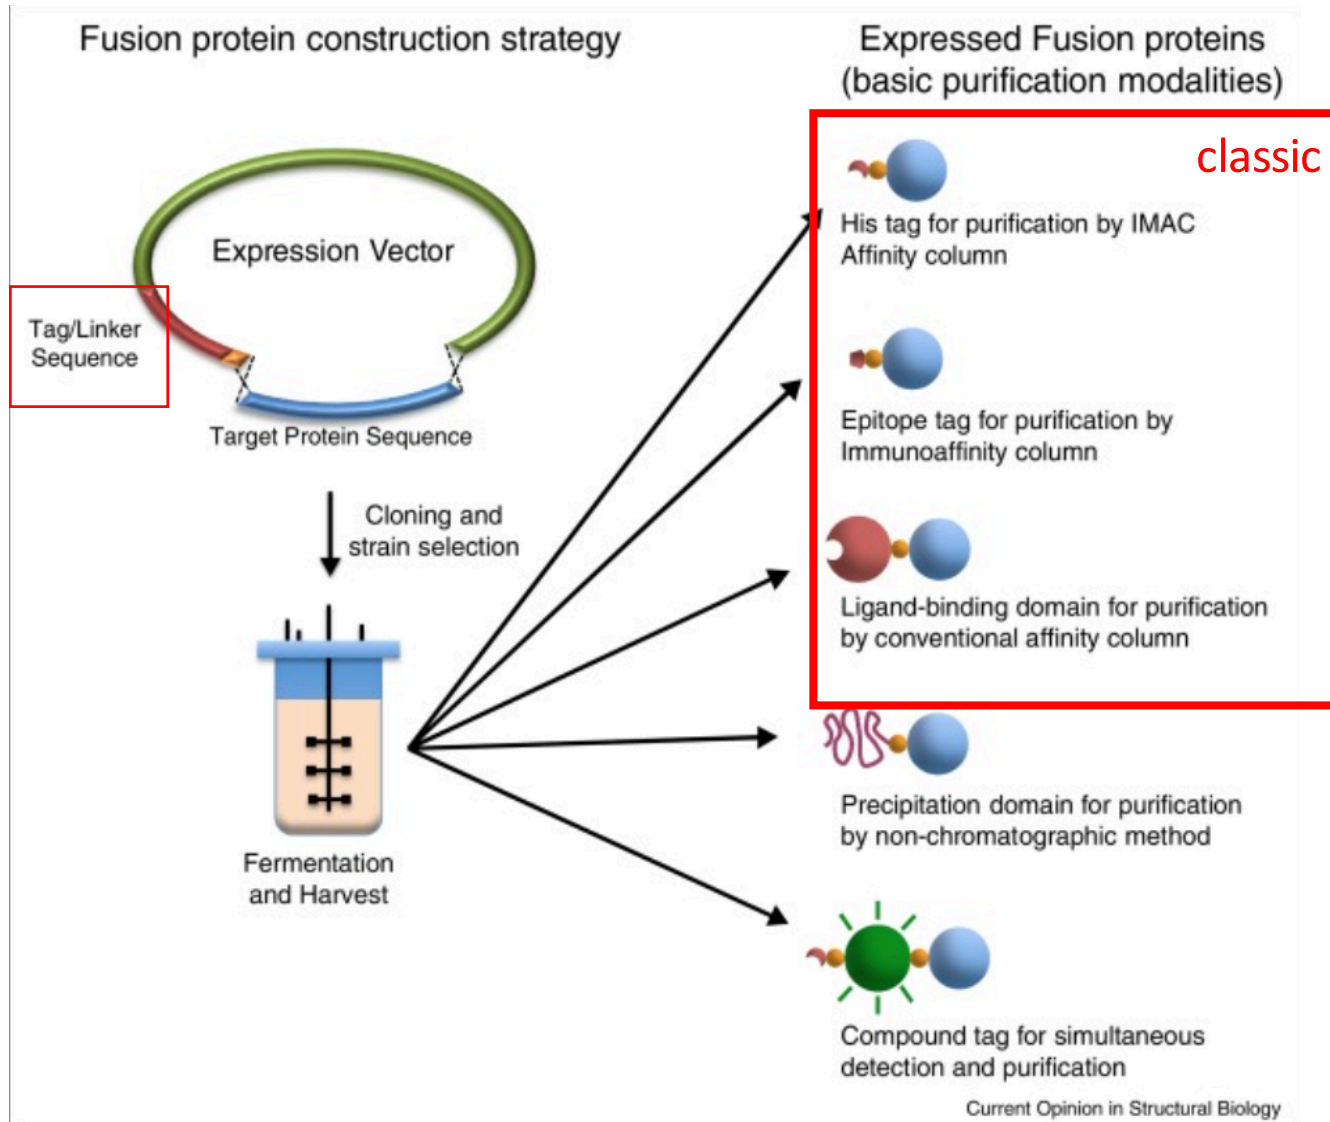 Fusion protein construction strategy
Expression Vector
Tag/Linker
Sequence
Target Protein Sequence
Cloning and
strain selection
Fermentation
and Harvest
Expressed Fusion proteins
(basic purification modalities)
classic
His tag for purification by IMAC
Affinity column
Epitope tag for purification by
Immunoaffinity column
Ligand-binding domain for purification
by conventional affinity column
Precipitation domain for purification
by non-chromatographic method
Compound tag for simultaneous
detection and purification
Current Opinion in Structural Biology